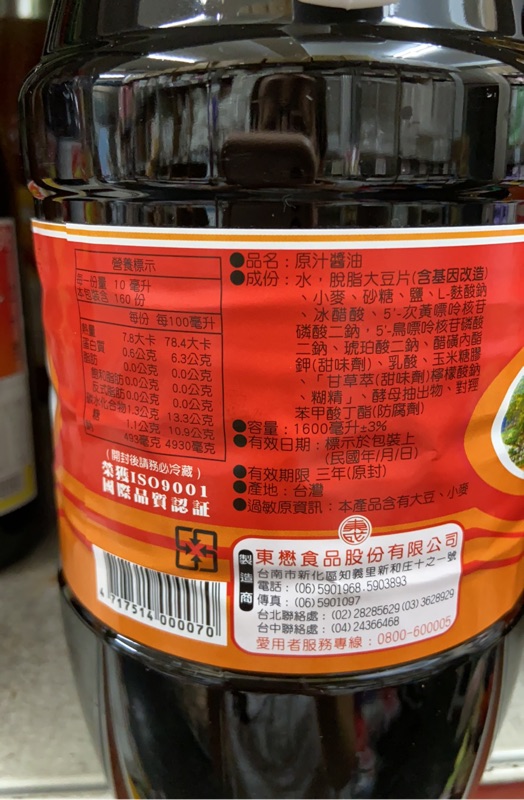 營養標示
每一份量 10 毫升
本包裝含 160 份
每份 每100毫升
熱量 7.8大卡 78.4大卡
蛋白質 0.6公克 6.3公克
脂肪 0.0公克 0.0公克
飽和脂肪 0.0公克 0.0公克
反式脂肪 0.0公克 0.0公克
碳水化合物 1.3公克 13.3公克
糖 1.1公克 10.9公克
493毫克 4930毫克
(開封後請務必冷藏)
榮獲ISO9001
國際品質認証
●品名：原汁醬油
●成份：水，脫脂大豆片(含基因改造)
、小麥、砂糖、鹽、L-麩酸鈉
、冰醋酸、5'-次黃嘌呤核苷
磷酸二鈉，5'-鳥嘌呤核苷磷酸
二鈉、琥珀酸二鈉、醋磺內酯
鉀(甜味劑)、乳酸、玉米糖膠
、「甘草萃(甜味劑)檸檬酸鈉
、糊精」、酵母抽出物、對羥
苯甲酸丁酯(防腐劑)
●容量：1600毫升±3%
●有效日期：標示於包裝上
(民國年/月/日)
●有效期限 三年(原封)
●產地：台灣
●過敏原資訊：本產品含有大豆、小麥
製造商
東懋食品股份有限公司
台南市新化區知義里新和庄十之一號
電話：(06)5901968．5903893
傳真：(06)5901097
台北聯絡處：(02)28285629 (03)3628929
台中聯絡處：(04)24366468
愛用者服務專線：0800-600005
4 717514 000070